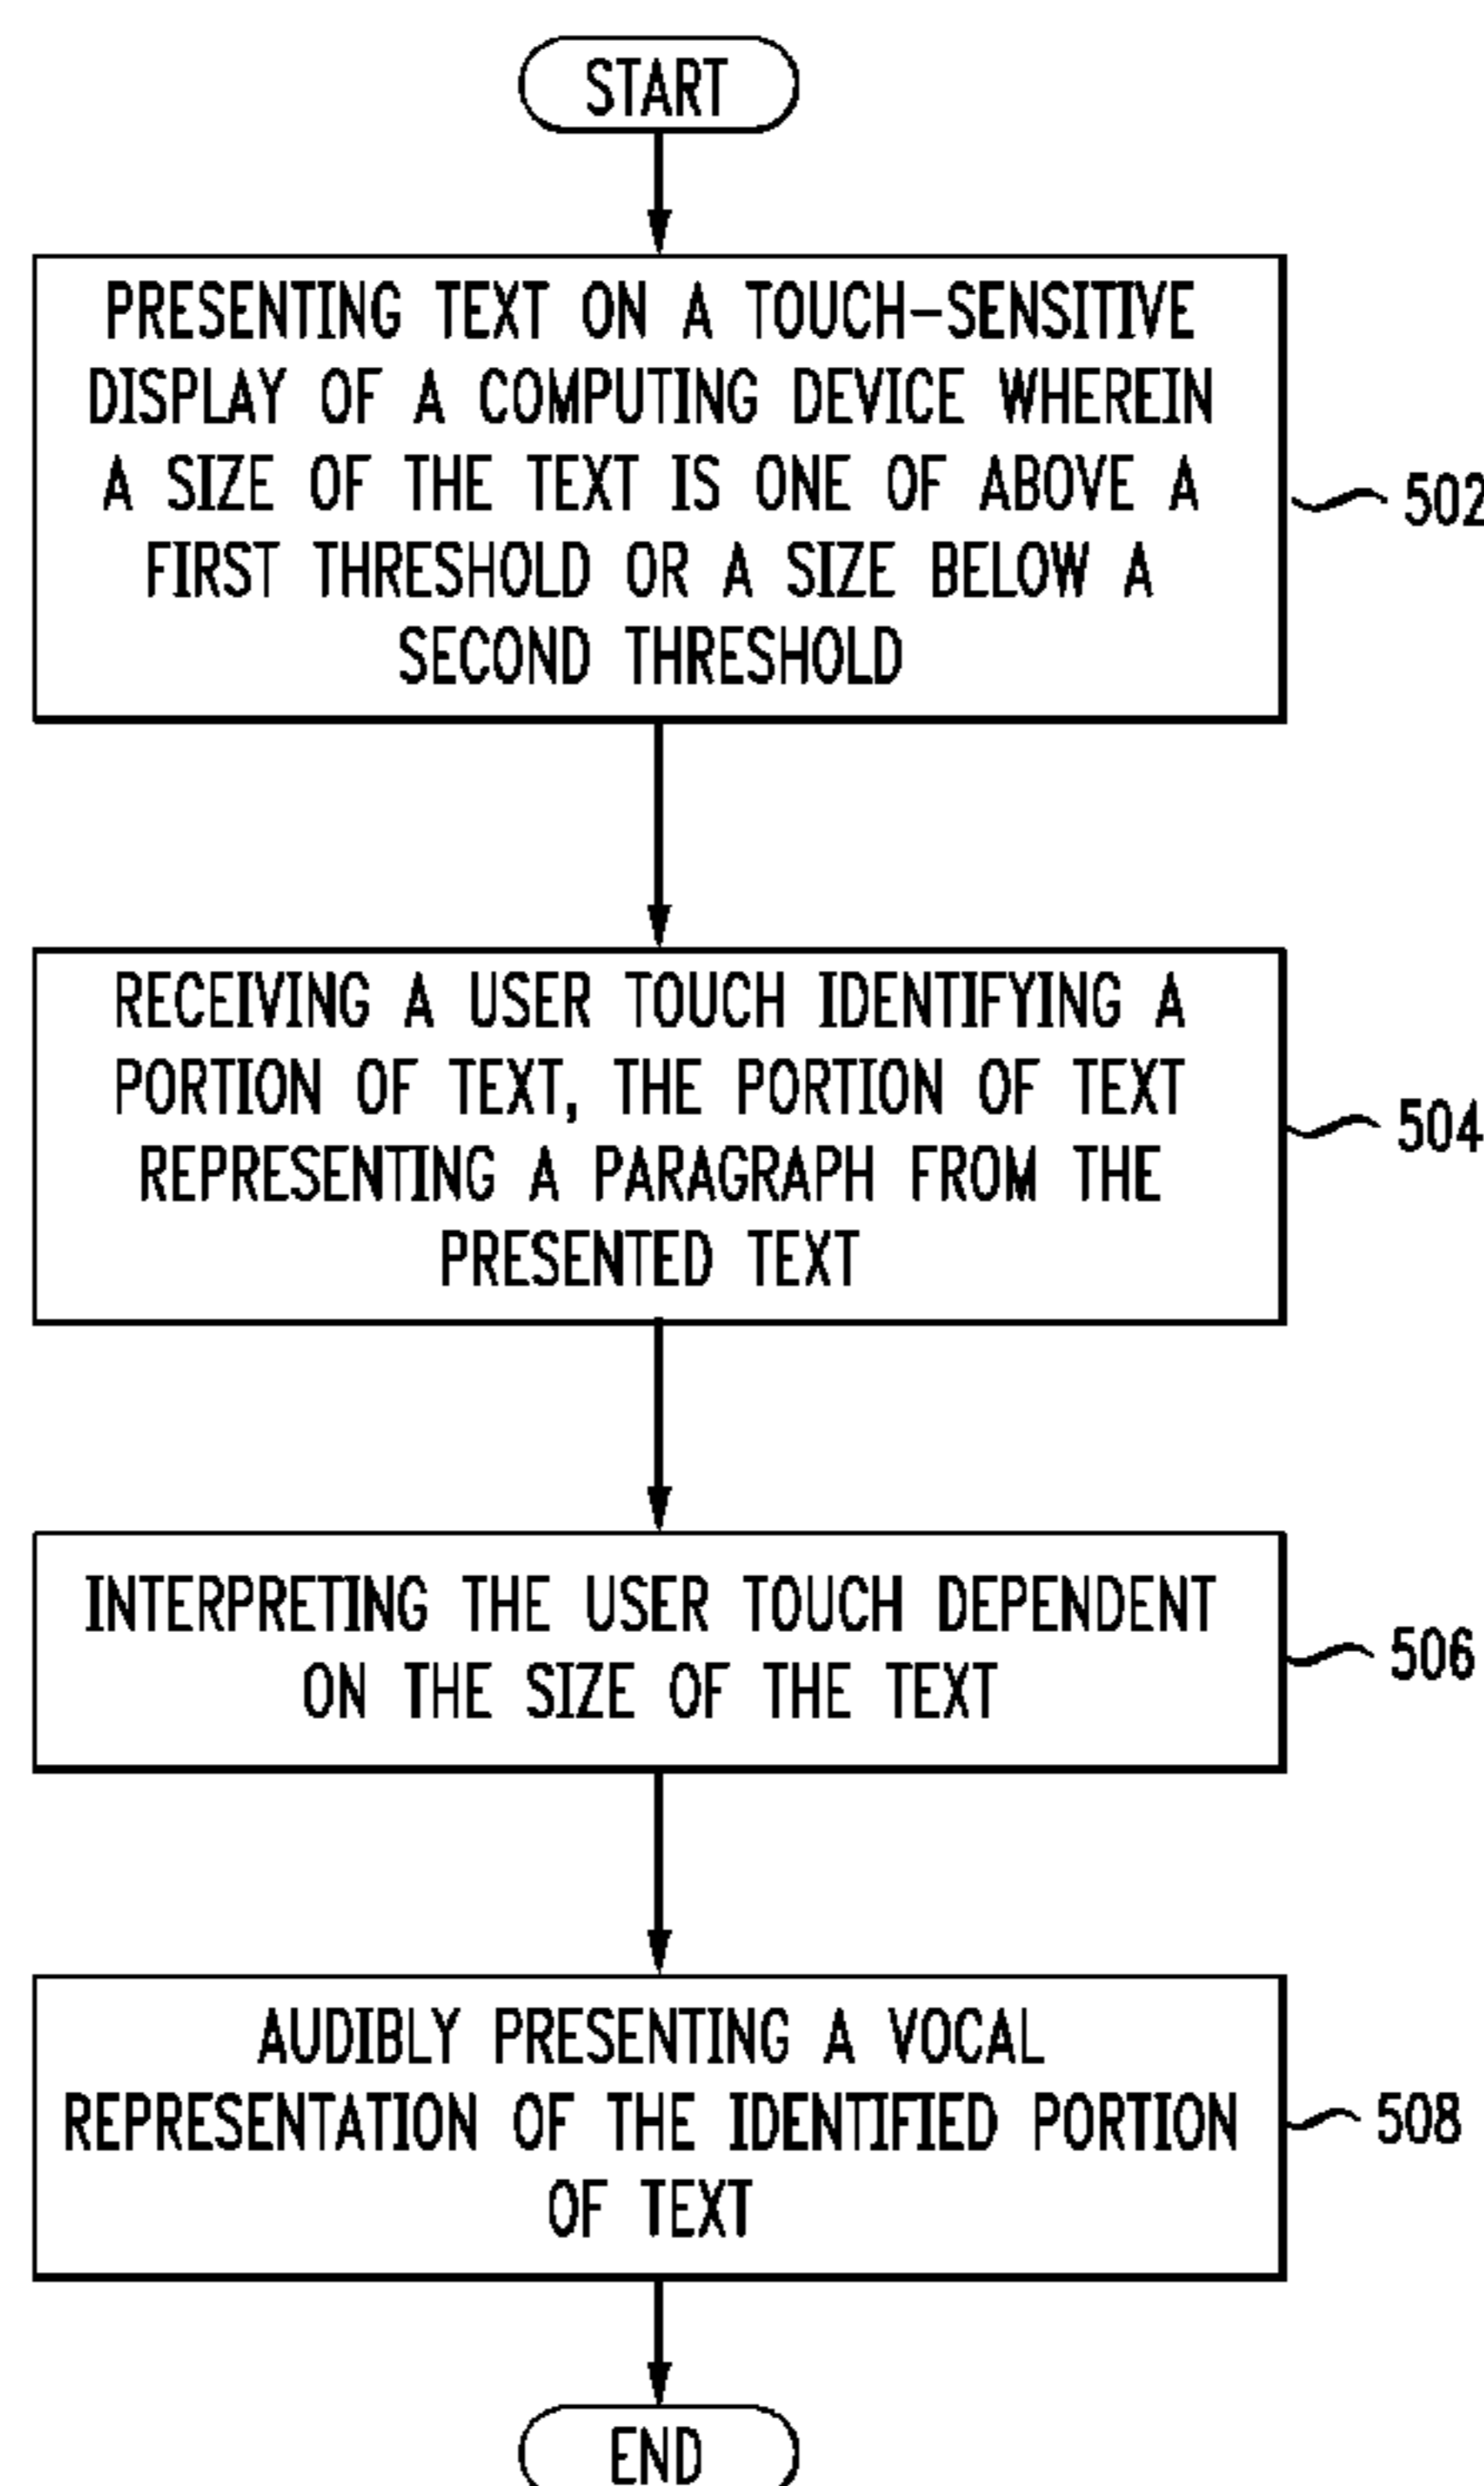 START
PRESENTING TEXT ON A TOUCH-SENSITIVE
DISPLAY OF A COMPUTING DEVICE WHEREIN
A SIZE OF THE TEXT IS ONE OF ABOVE A
FIRST THRESHOLD OR A SIZE BELOW A
SECOND THRESHOLD
502
RECEIVING A USER TOUCH IDENTIFYING A
PORTION OF TEXT, THE PORTION OF TEXT
REPRESENTING A PARAGRAPH FROM THE
PRESENTED TEXT
504
INTERPRETING THE USER TOUCH DEPENDENT
ON THE SIZE OF THE TEXT
506
AUDIBLY PRESENTING A VOCAL
REPRESENTATION OF THE IDENTIFIED PORTION
OF TEXT
508
END